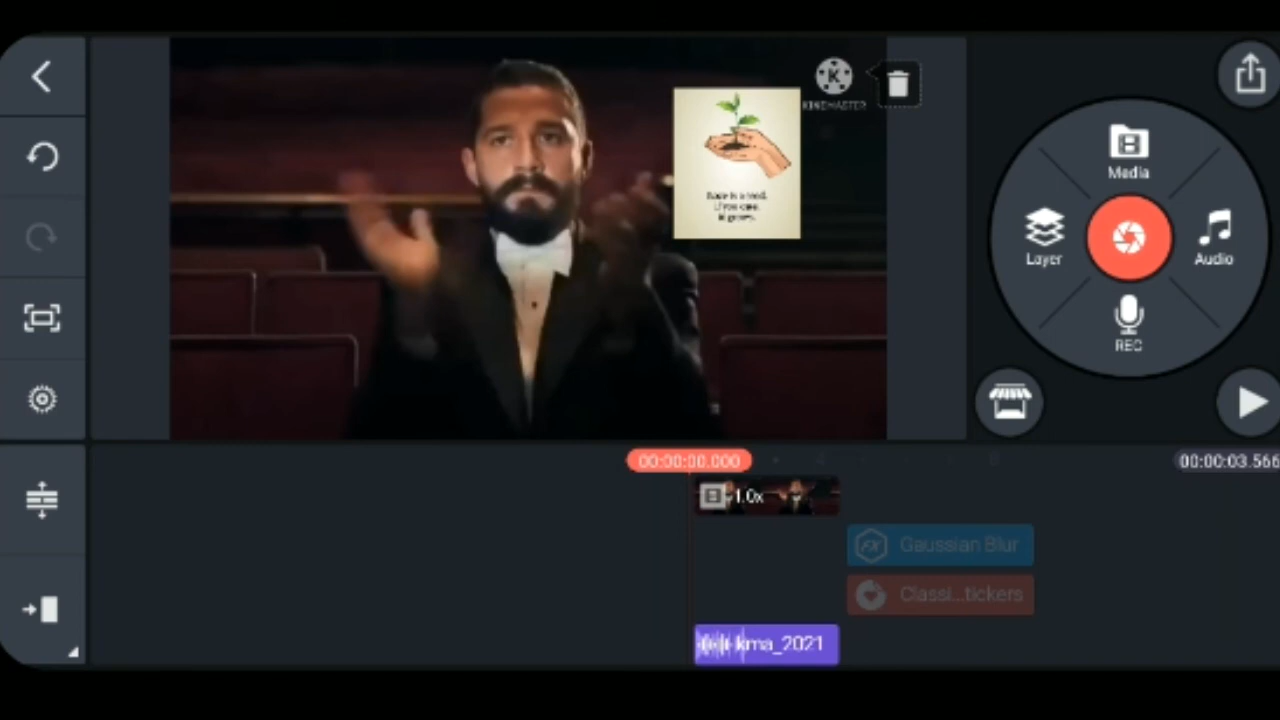 KINEMASTER
Media
Layer
Audio
REC
00:00:00.000
00:00:03.566
1.0x
FX
Gaussian Blur
Classi...tickers
kma_2021